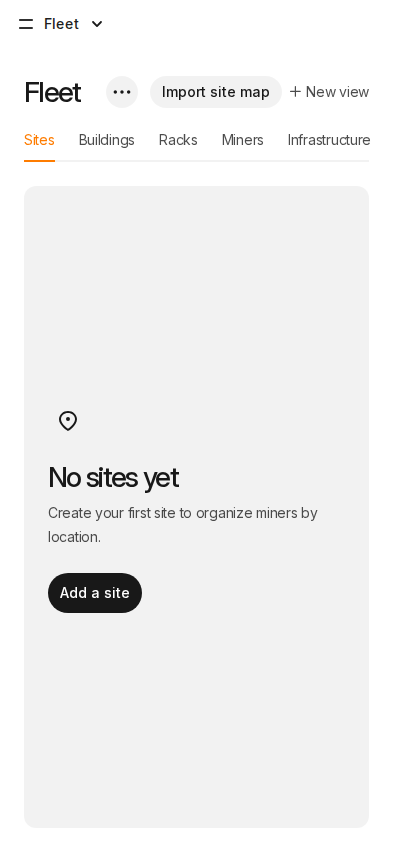 Fleet
Fleet
Import site map
New view
Sites
Buildings
Racks
Miners
Infrastructure
No sites yet
Create your first site to organize miners by
location.
Add a site